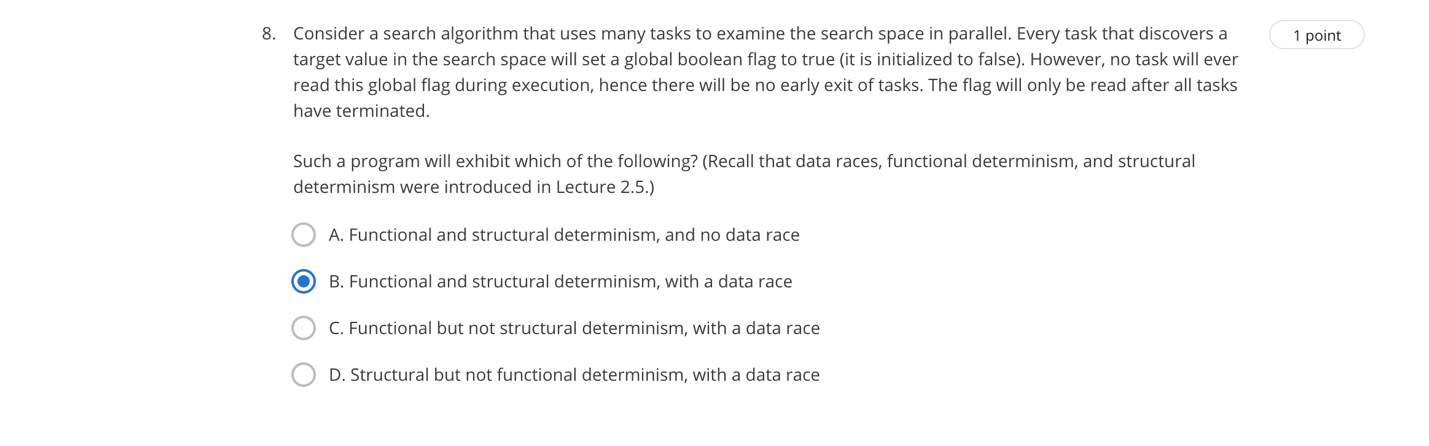 8. Consider a search algorithm that uses many tasks to examine the search space in parallel. Every task that discovers a
1 point
target value in the search space will set a global boolean flag to true (it is initialized to false). However, no task will ever
read this global flag during execution, hence there will be no early exit of tasks. The flag will only be read after all tasks
have terminated.
Such a program will exhibit which of the following? (Recall that data races, functional determinism, and structural
determinism were introduced in Lecture 2.5.)
A. Functional and structural determinism, and no data race
B. Functional and structural determinism, with a data race
C. Functional but not structural determinism, with a data race
D. Structural but not functional determinism, with a data race